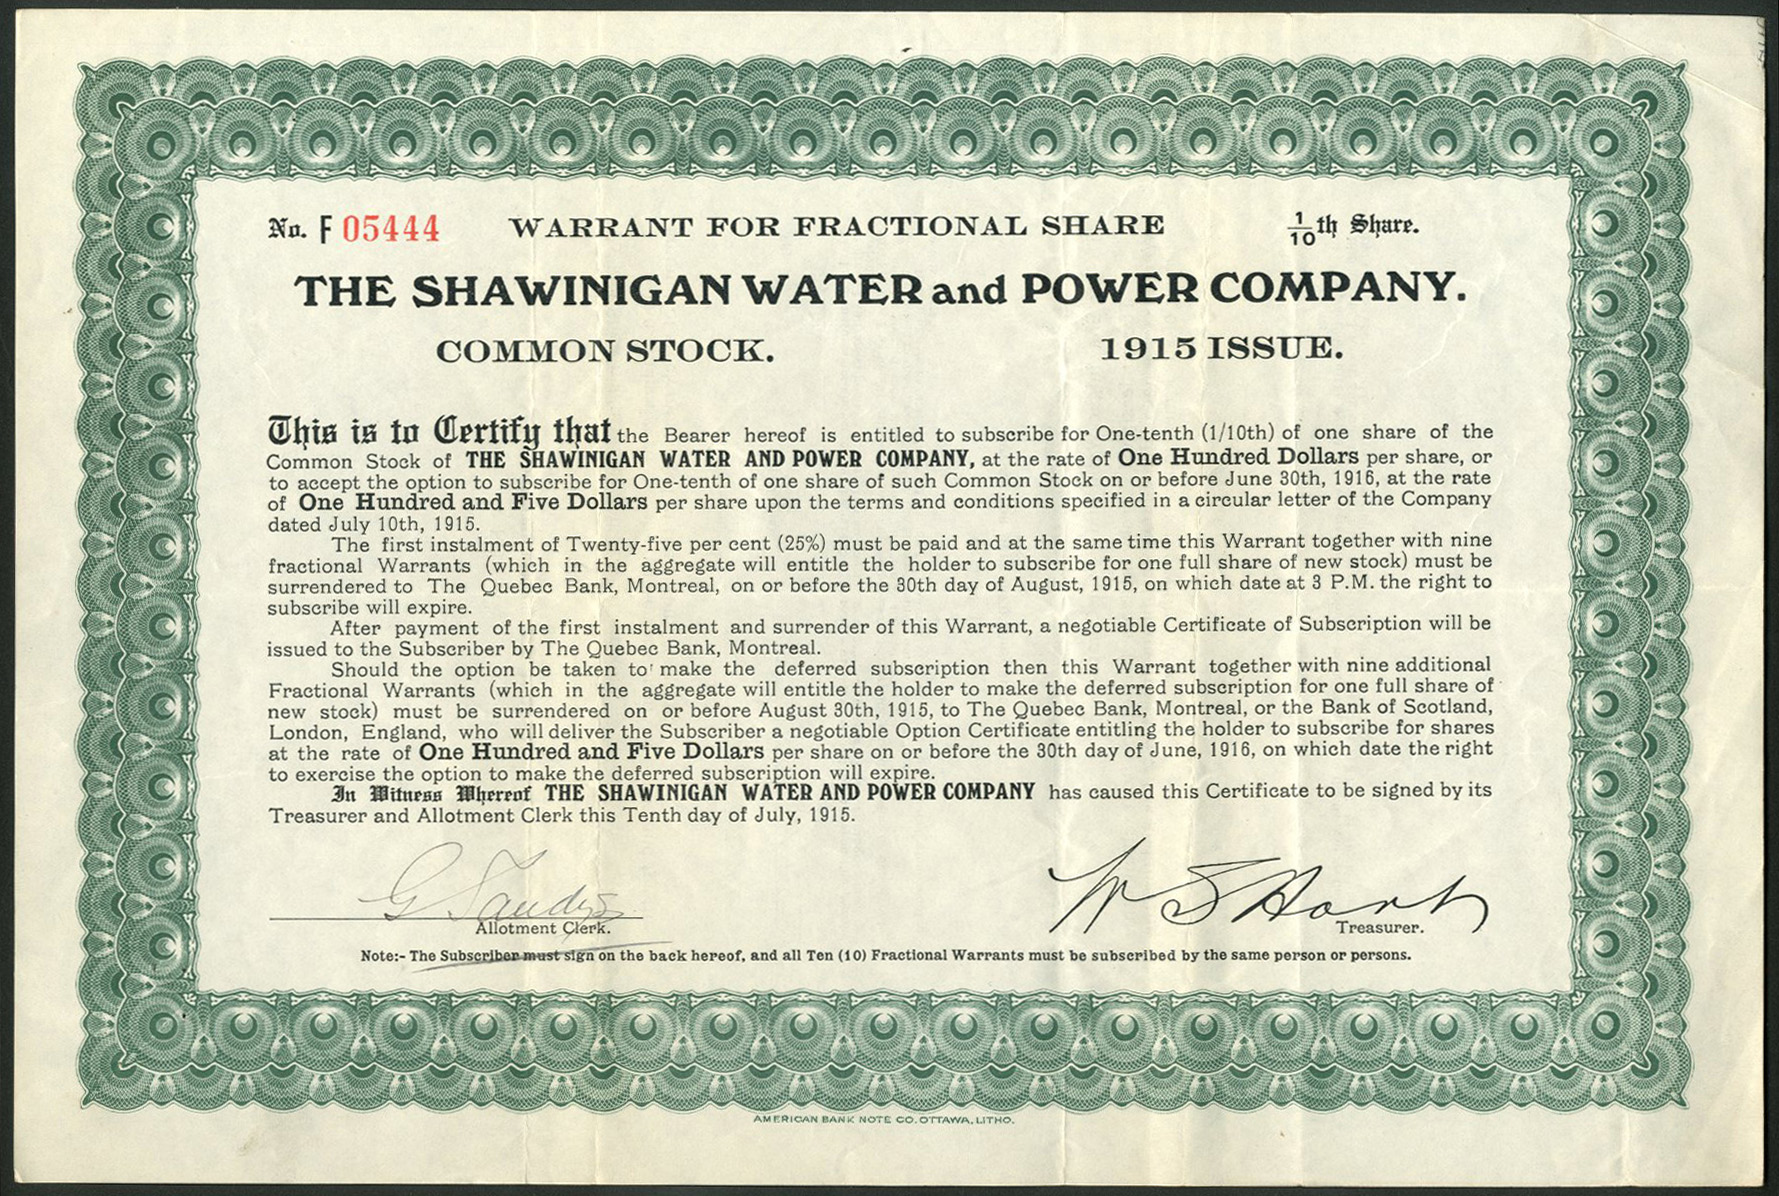 No. F 05444 WARRANT FOR FRACTIONAL SHARE 1/10th Share.
THE SHAWINIGAN WATER and POWER COMPANY.
COMMON STOCK. 1915 ISSUE.
This is to Certify that the Bearer hereof is entitled to subscribe for One-tenth (1/10th) of one share of the
Common Stock of THE SHAWINIGAN WATER AND POWER COMPANY, at the rate of One Hundred Dollars per share, or
to accept the option to subscribe for One-tenth of one share of such Common Stock on or before June 30th, 1916, at the rate
of One Hundred and Five Dollars per share upon the terms and conditions specified in a circular letter of the Company
dated July 10th, 1915.
The first instalment of Twenty-five per cent (25%) must be paid and at the same time this Warrant together with nine
fractional Warrants (which in the aggregate will entitle the holder to subscribe for one full share of new stock) must be
surrendered to The Quebec Bank, Montreal, on or before the 30th day of August, 1915, on which date at 3 P.M. the right to
subscribe will expire.
After payment of the first instalment and surrender of this Warrant, a negotiable Certificate of Subscription will be
issued to the Subscriber by The Quebec Bank, Montreal.
Should the option be taken to make the deferred subscription then this Warrant together with nine additional
Fractional Warrants (which in the aggregate will entitle the holder to make the deferred subscription for one full share of
new stock) must be surrendered on or before August 30th, 1915, to The Quebec Bank, Montreal, or the Bank of Scotland,
London, England, who will deliver the Subscriber a negotiable Option Certificate entitling the holder to subscribe for shares
at the rate of One Hundred and Five Dollars per share on or before the 30th day of June, 1916, on which date the right
to exercise the option to make the deferred subscription will expire.
In Witness Whereof THE SHAWINIGAN WATER AND POWER COMPANY has caused this Certificate to be signed by its
Treasurer and Allotment Clerk this Tenth day of July, 1915.
G W S Hart
Allotment Clerk. Treasurer.
Note:- The Subscriber must sign on the back hereof, and all Ten (10) Fractional Warrants must be subscribed by the same person or persons.
AMERICAN BANK NOTE CO. OTTAWA, LITHO.